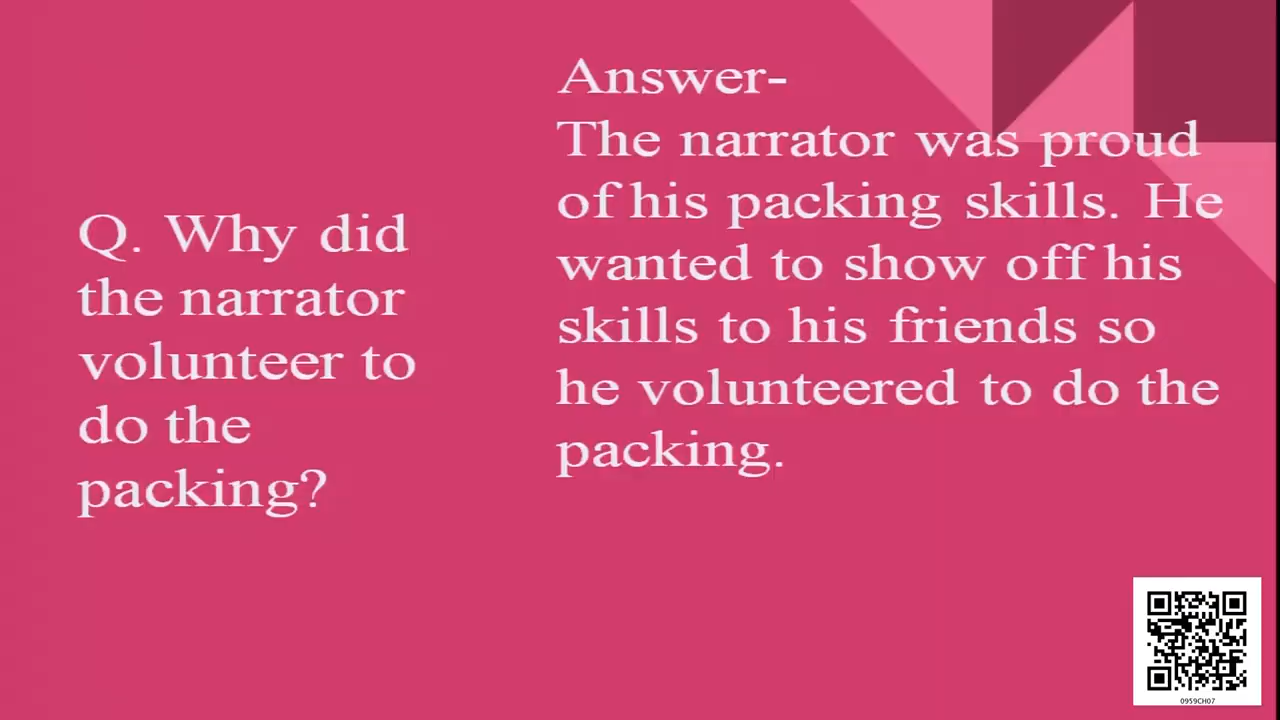 Q. Why did
the narrator
volunteer to
do the
packing?
Answer-
The narrator was proud
of his packing skills. He
wanted to show off his
skills to his friends so
he volunteered to do the
packing.
0959CH07